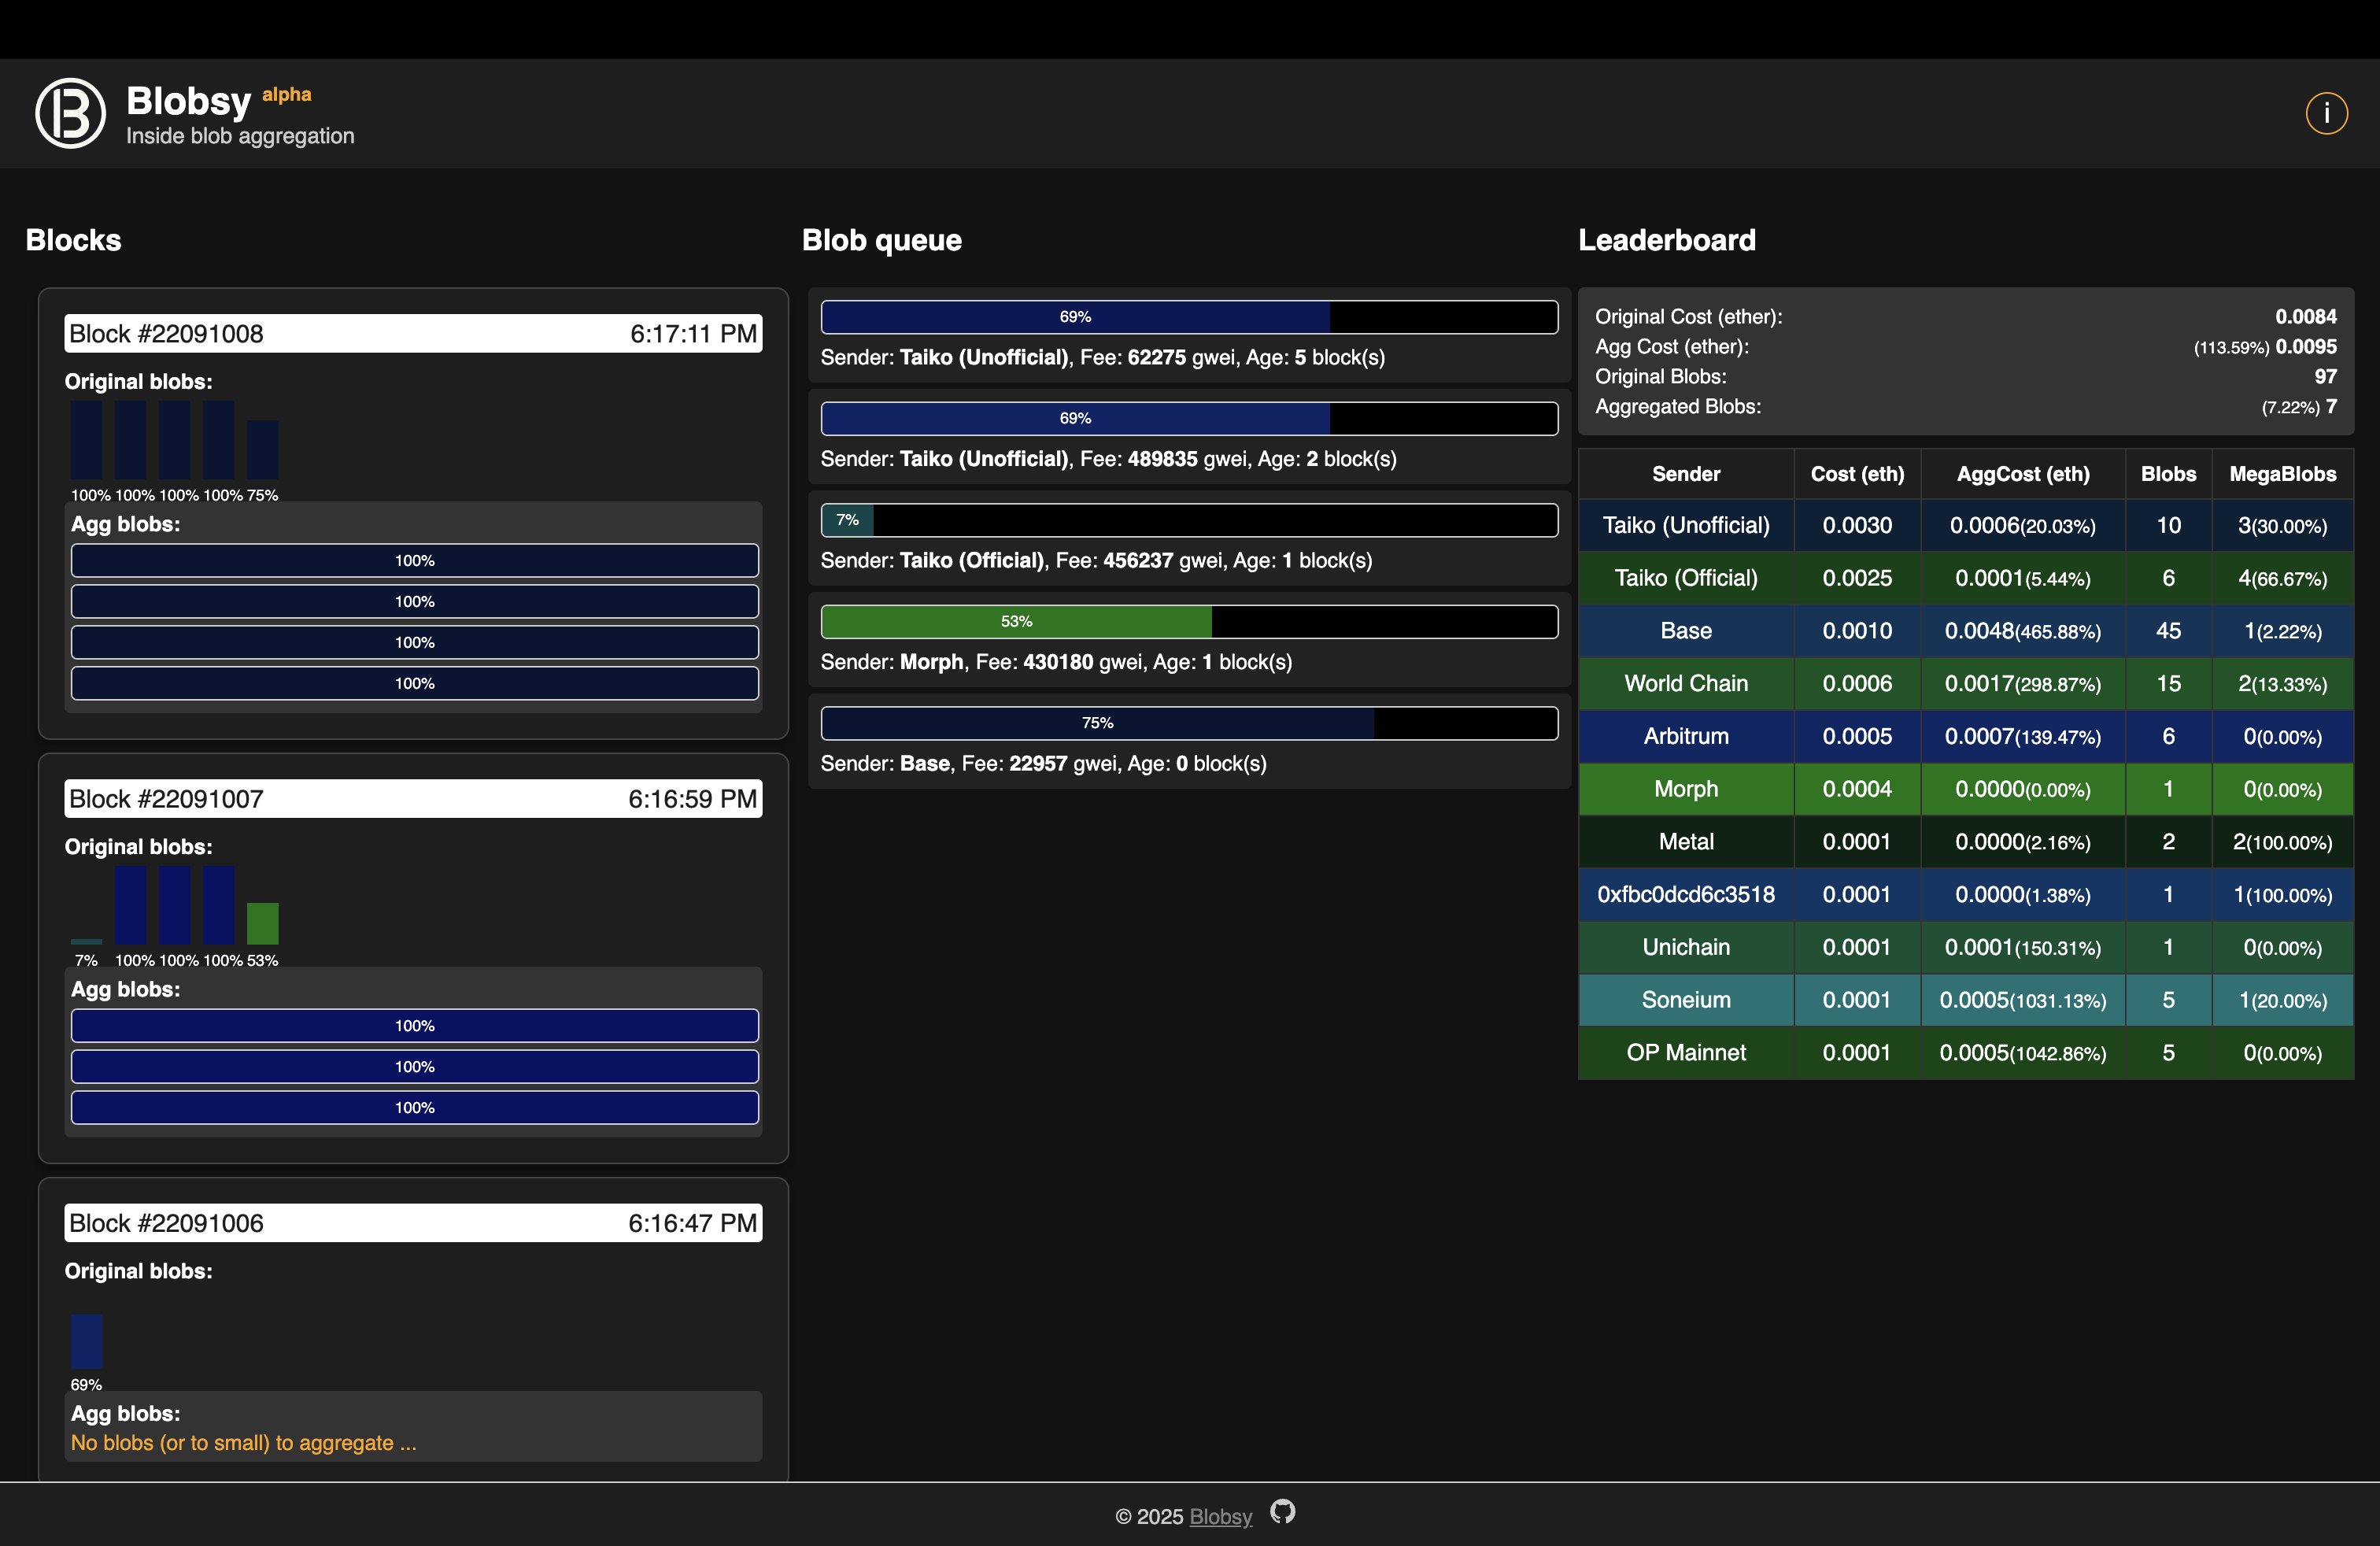 Blobsy alpha
Inside blob aggregation
i
Blocks
Block #22091008 6:17:11 PM
Original blobs:
100% 100% 100% 100% 75%
Agg blobs:
100%
100%
100%
100%
Block #22091007 6:16:59 PM
Original blobs:
7% 100% 100% 100% 53%
Agg blobs:
100%
100%
100%
Block #22091006 6:16:47 PM
Original blobs:
69%
Agg blobs:
No blobs (or to small) to aggregate ...
Blob queue
69%
Sender: Taiko (Unofficial), Fee: 62275 gwei, Age: 5 block(s)
69%
Sender: Taiko (Unofficial), Fee: 489835 gwei, Age: 2 block(s)
7%
Sender: Taiko (Official), Fee: 456237 gwei, Age: 1 block(s)
53%
Sender: Morph, Fee: 430180 gwei, Age: 1 block(s)
75%
Sender: Base, Fee: 22957 gwei, Age: 0 block(s)
Leaderboard
Original Cost (ether): 0.0084
Agg Cost (ether): (113.59%) 0.0095
Original Blobs: 97
Aggregated Blobs: (7.22%) 7
Sender Cost (eth) AggCost (eth) Blobs MegaBlobs
Taiko (Unofficial) 0.0030 0.0006(20.03%) 10 3(30.00%)
Taiko (Official) 0.0025 0.0001(5.44%) 6 4(66.67%)
Base 0.0010 0.0048(465.88%) 45 1(2.22%)
World Chain 0.0006 0.0017(298.87%) 15 2(13.33%)
Arbitrum 0.0005 0.0007(139.47%) 6 0(0.00%)
Morph 0.0004 0.0000(0.00%) 1 0(0.00%)
Metal 0.0001 0.0000(2.16%) 2 2(100.00%)
0xfbc0dcd6c3518 0.0001 0.0000(1.38%) 1 1(100.00%)
Unichain 0.0001 0.0001(150.31%) 1 0(0.00%)
Soneium 0.0001 0.0005(1031.13%) 5 1(20.00%)
OP Mainnet 0.0001 0.0005(1042.86%) 5 0(0.00%)
© 2025 Blobsy